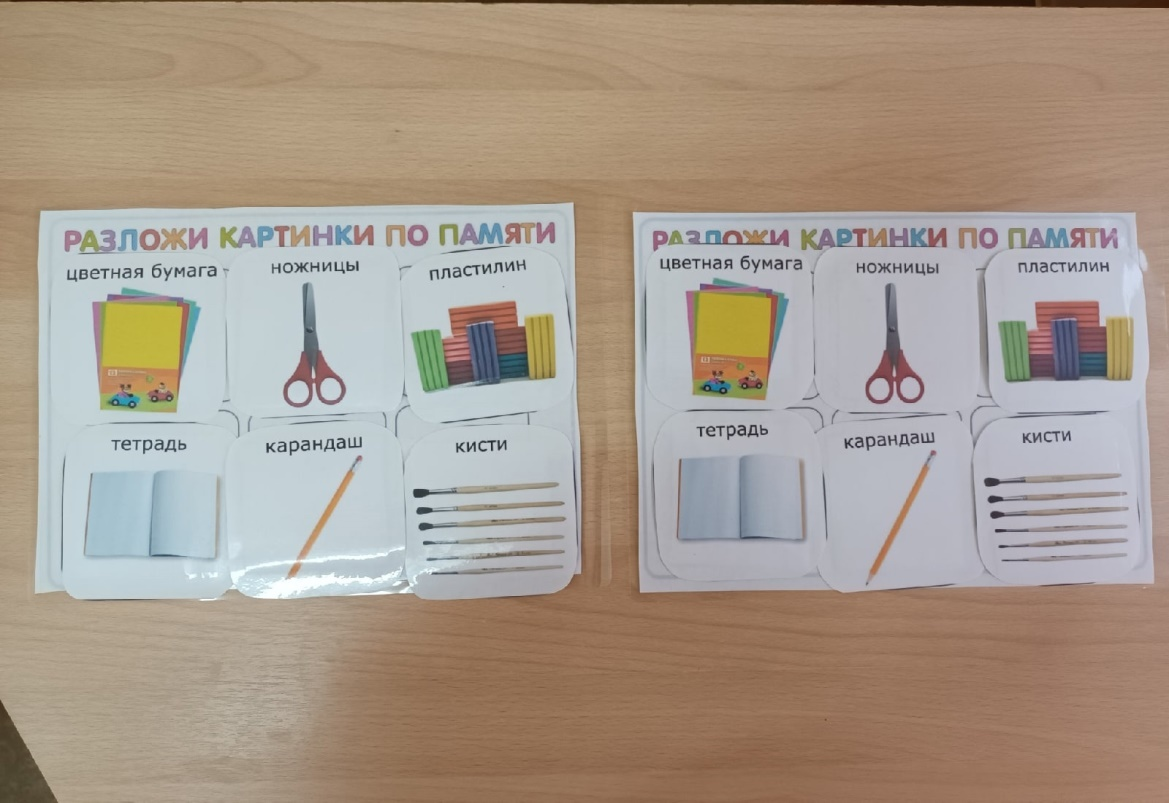 РАЗЛОЖИ КАРТИНКИ ПО ПАМЯТИ
цветная бумага
ножницы
пластилин
тетрадь
карандаш
кисти
РАЗЛОЖИ КАРТИНКИ ПО ПАМЯТИ
цветная бумага
ножницы
пластилин
тетрадь
карандаш
кисти